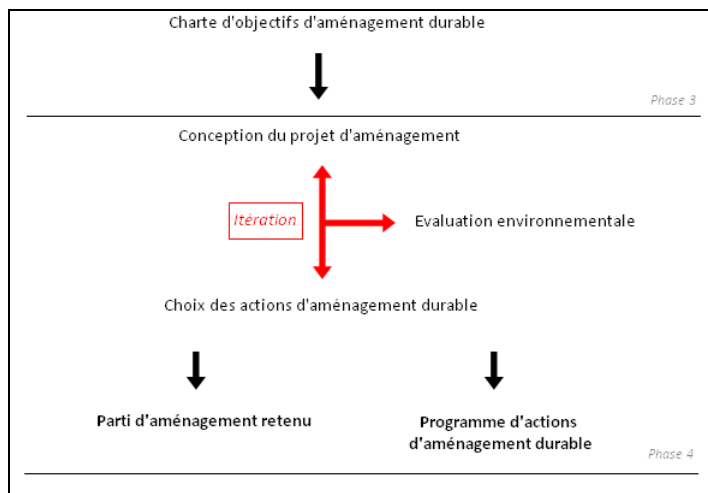 Charte d'objectifs d'aménagement durable
Phase 3
Conception du projet d'aménagement
Itération
Evaluation environnementale
Choix des actions d'aménagement durable
Parti d'aménagement retenu
Programme d'actions
d'aménagement durable
Phase 4